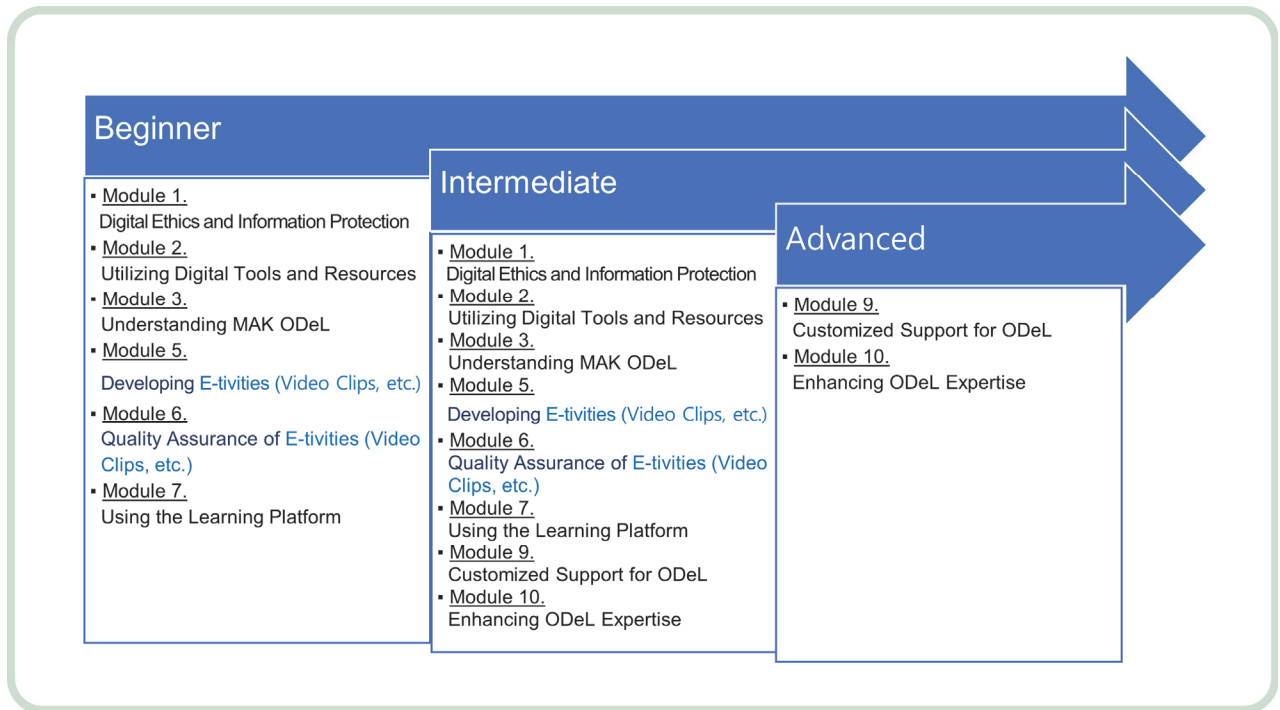 Beginner
▪ Module 1.
Digital Ethics and Information Protection
▪ Module 2.
Utilizing Digital Tools and Resources
▪ Module 3.
Understanding MAK ODeL
▪ Module 5.
Developing E-tivities (Video Clips, etc.)
▪ Module 6.
Quality Assurance of E-tivities (Video
Clips, etc.)
▪ Module 7.
Using the Learning Platform
Intermediate
▪ Module 1.
Digital Ethics and Information Protection
▪ Module 2.
Utilizing Digital Tools and Resources
▪ Module 3.
Understanding MAK ODeL
▪ Module 5.
Developing E-tivities (Video Clips, etc.)
▪ Module 6.
Quality Assurance of E-tivities (Video
Clips, etc.)
▪ Module 7.
Using the Learning Platform
▪ Module 9.
Customized Support for ODeL
▪ Module 10.
Enhancing ODeL Expertise
Advanced
▪ Module 9.
Customized Support for ODeL
▪ Module 10.
Enhancing ODeL Expertise